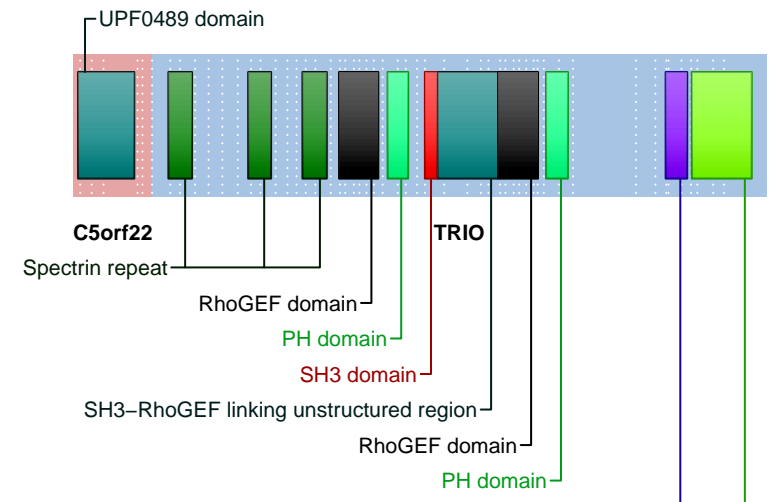 UPF0489 domain
C5orf22 TRIO
Spectrin repeat
RhoGEF domain
PH domain
SH3 domain
SH3−RhoGEF linking unstructured region
RhoGEF domain
PH domain